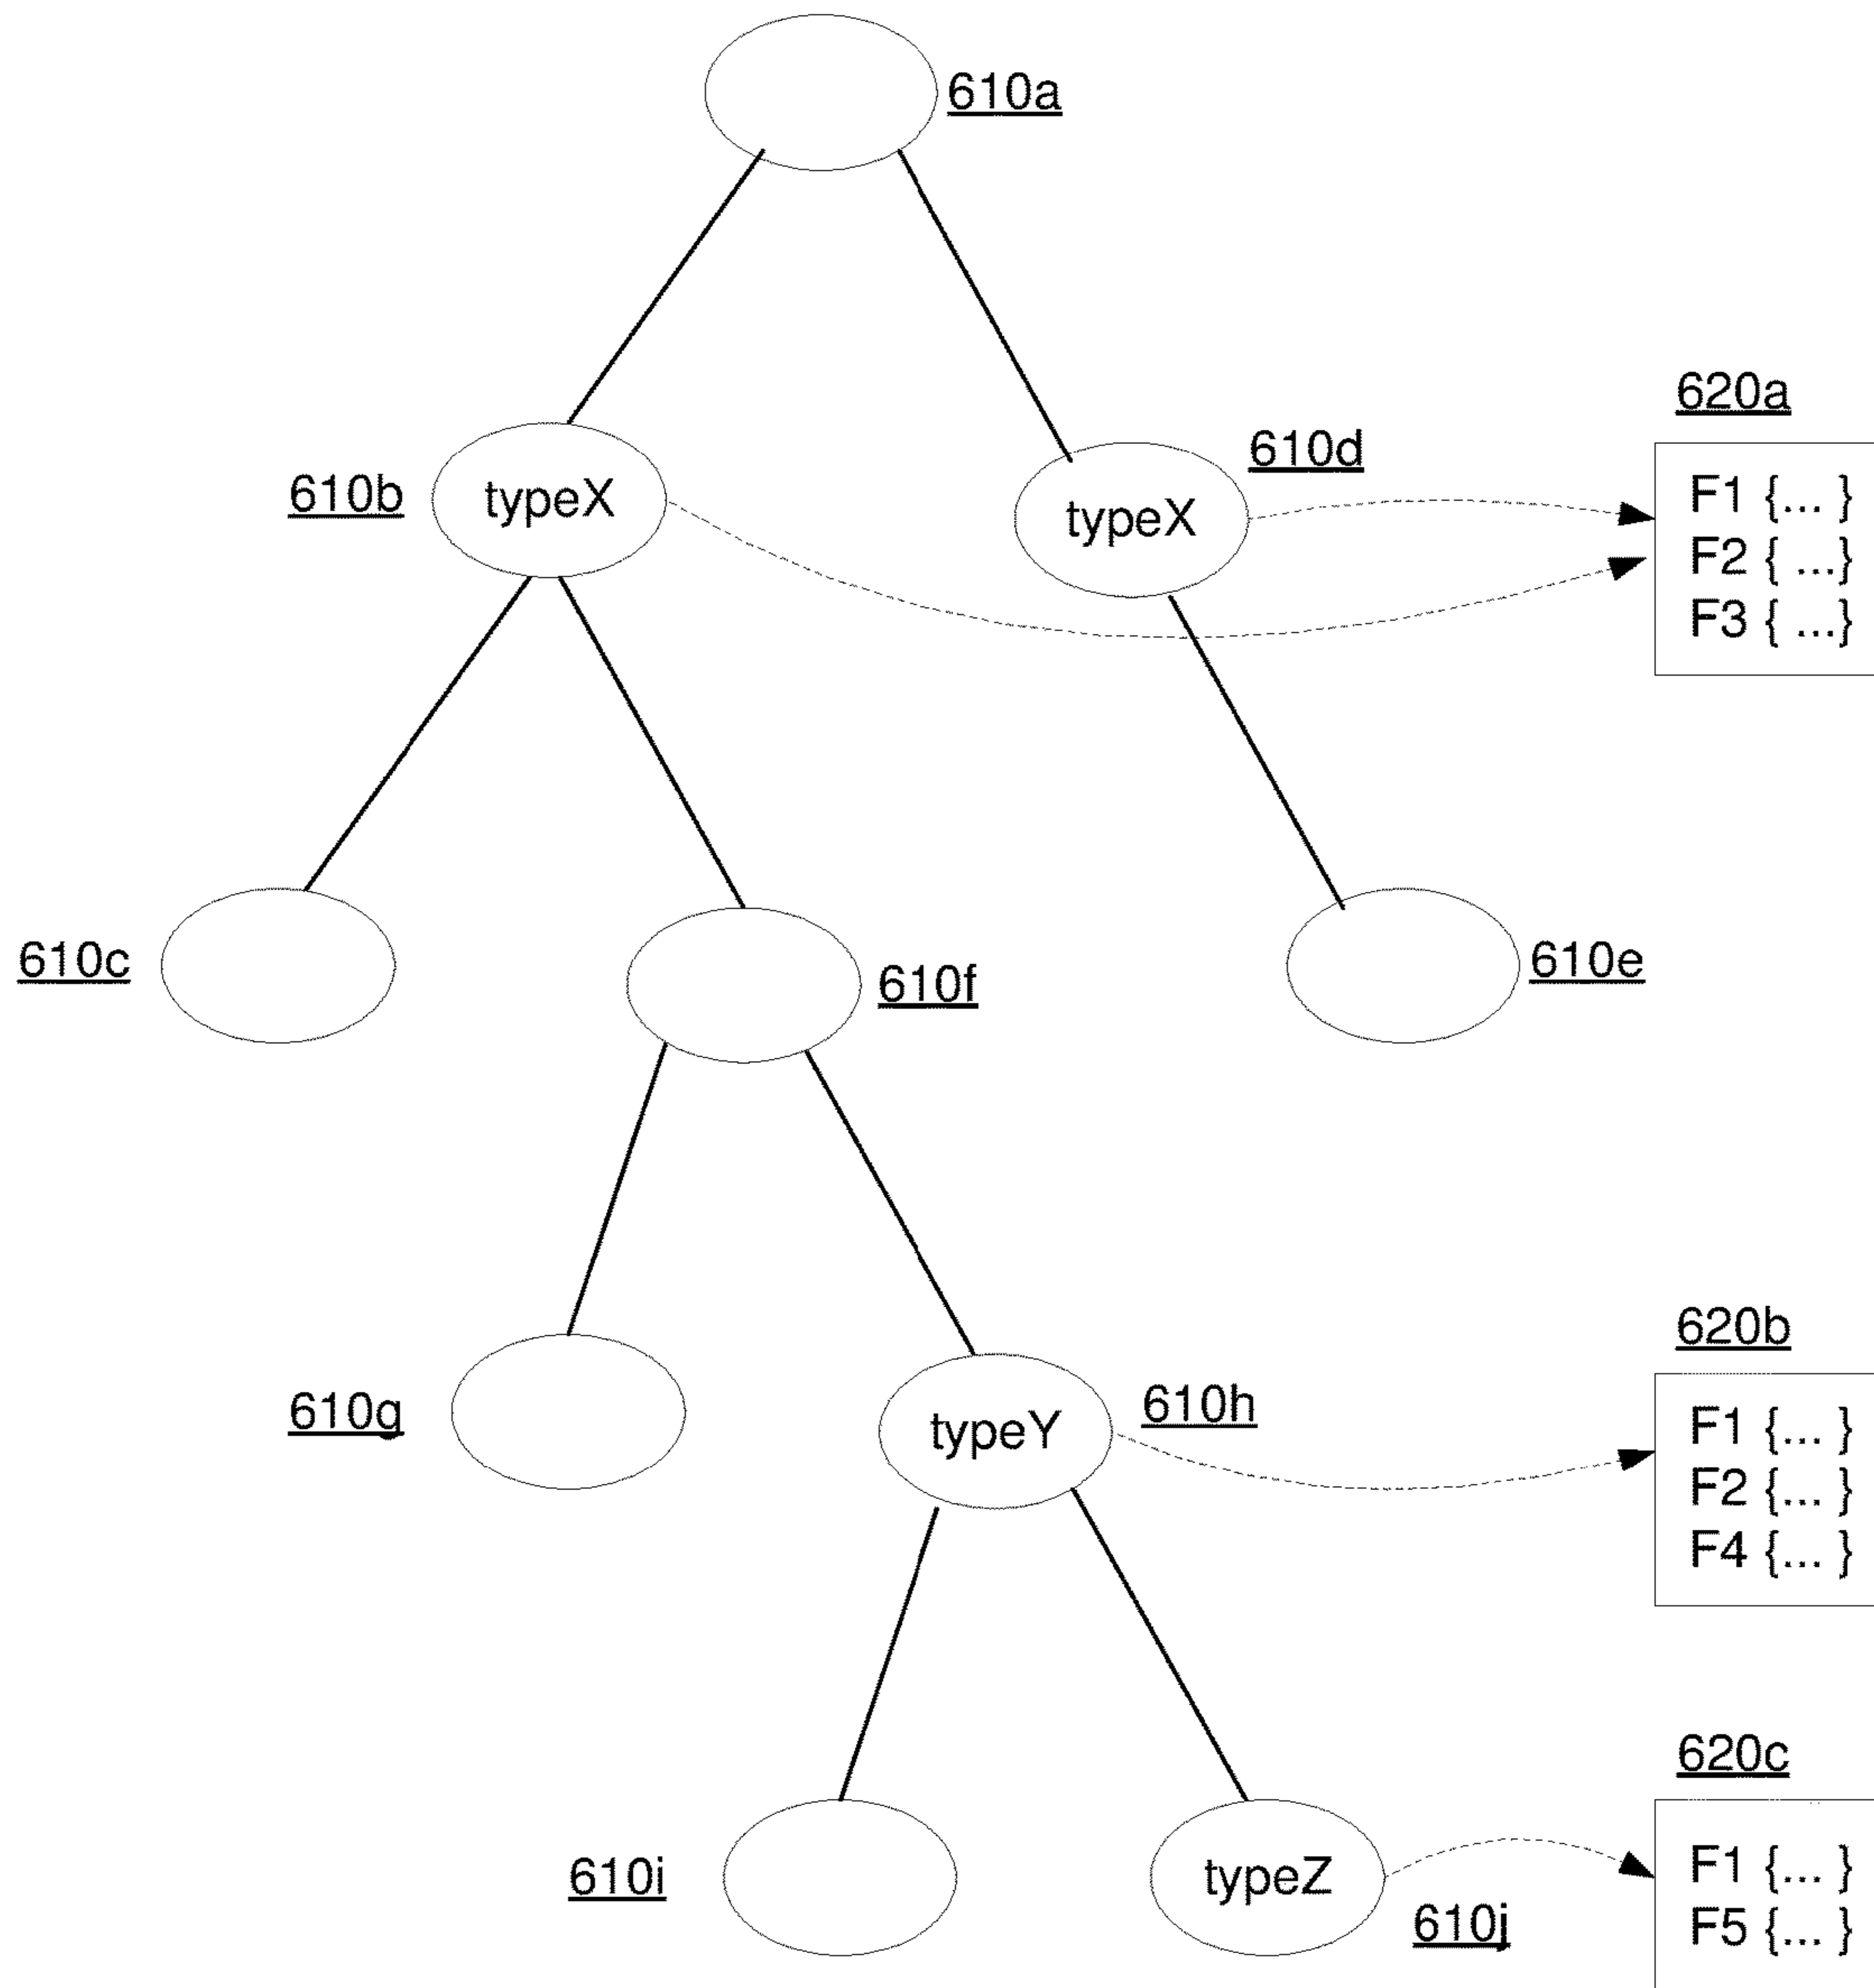 610a
620a
610b
typeX
610d
typeX
F1 {... }
F2 { ...}
F3 { ...}
610c
610f
610e
620b
610g
typeY
610h
F1 {... }
F2 {... }
F4 {... }
620c
610i
typeZ
610j
F1 {... }
F5 {... }